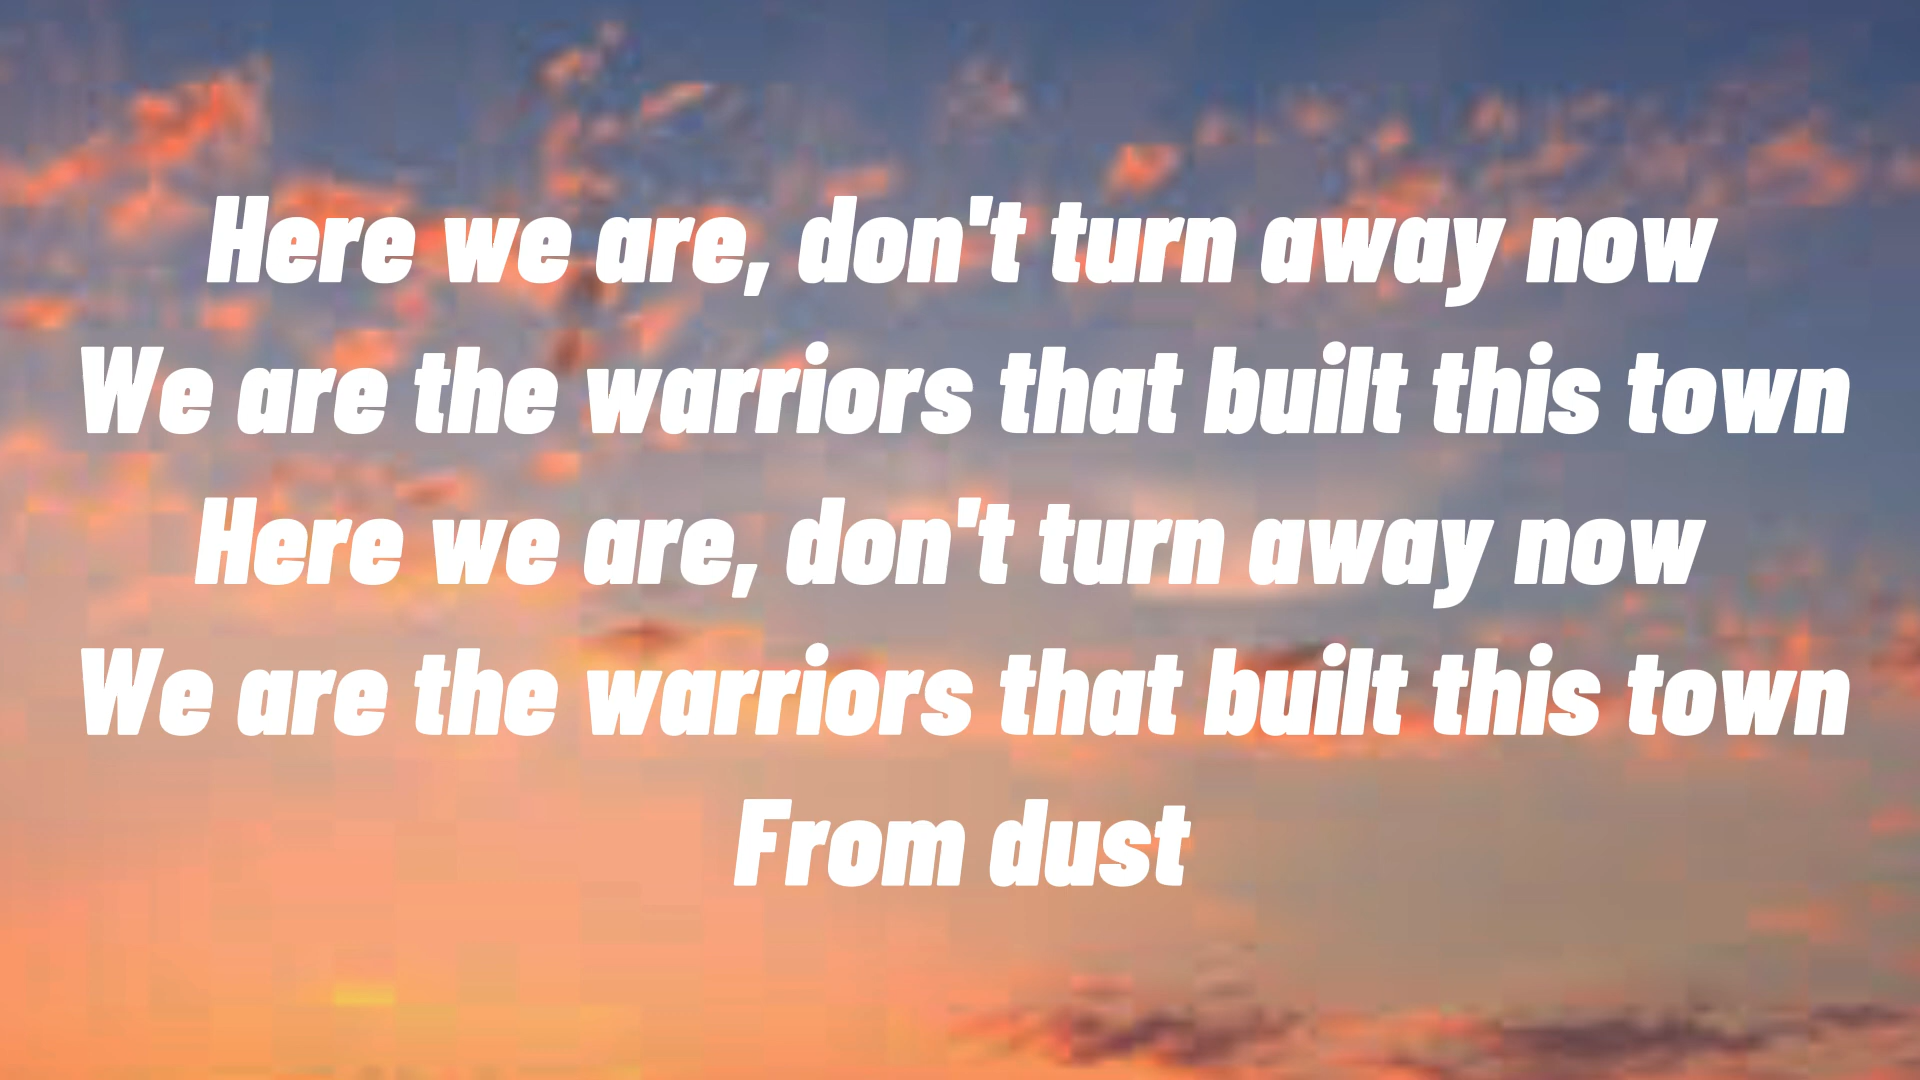 Here we are, don't turn away now
We are the warriors that built this town
Here we are, don't turn away now
We are the warriors that built this town
From dust